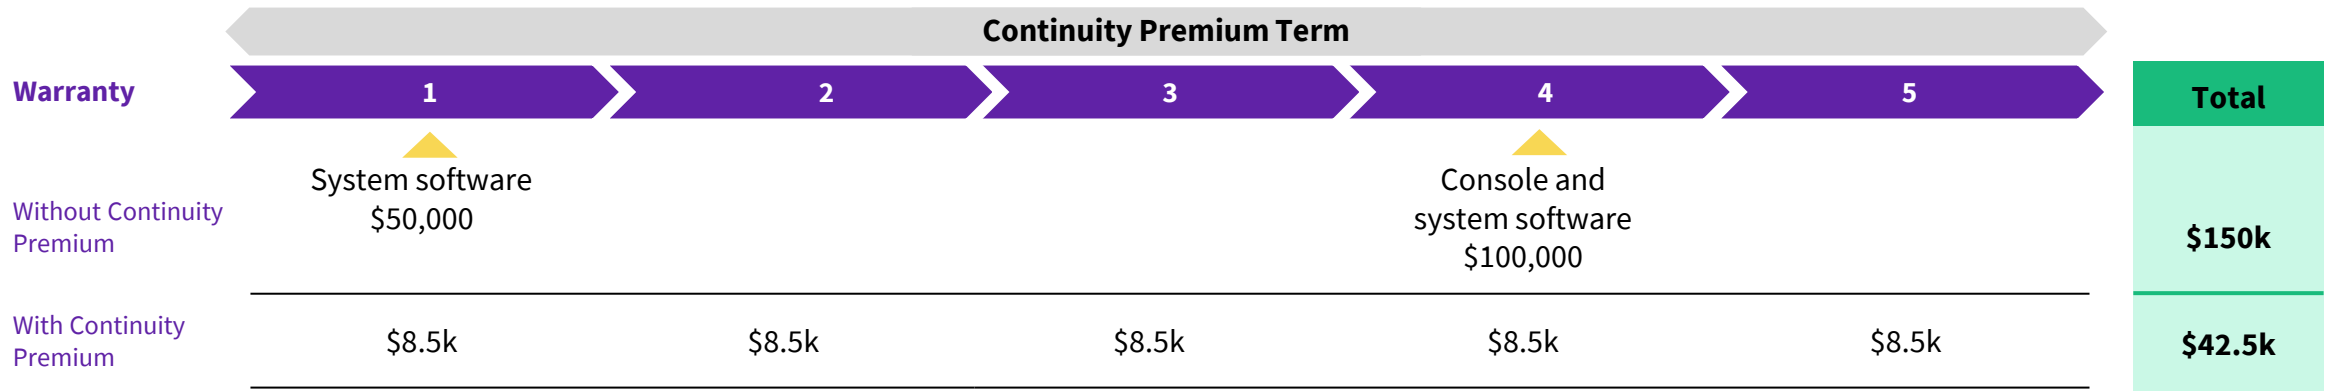 Continuity Premium Term
Warranty 1 2 3 4 5 Total
System software
$50,000
Console and
system software
$100,000
Without Continuity
Premium
$150k
With Continuity
Premium
$8.5k $8.5k $8.5k $8.5k $8.5k $42.5k